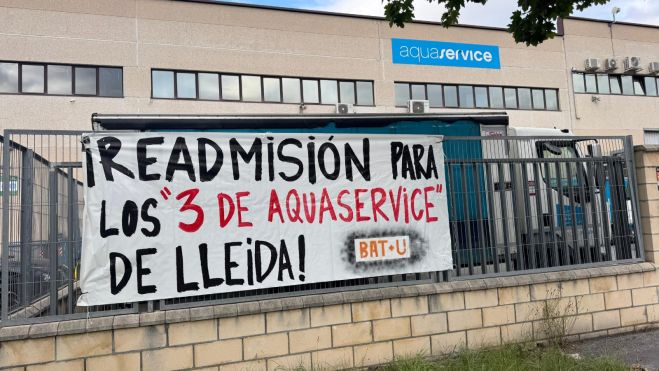 aquaservice
¡READMISIÓN PARA
LOS "3 DE AQUASERVICE"
DE LLEIDA!
BAT·U